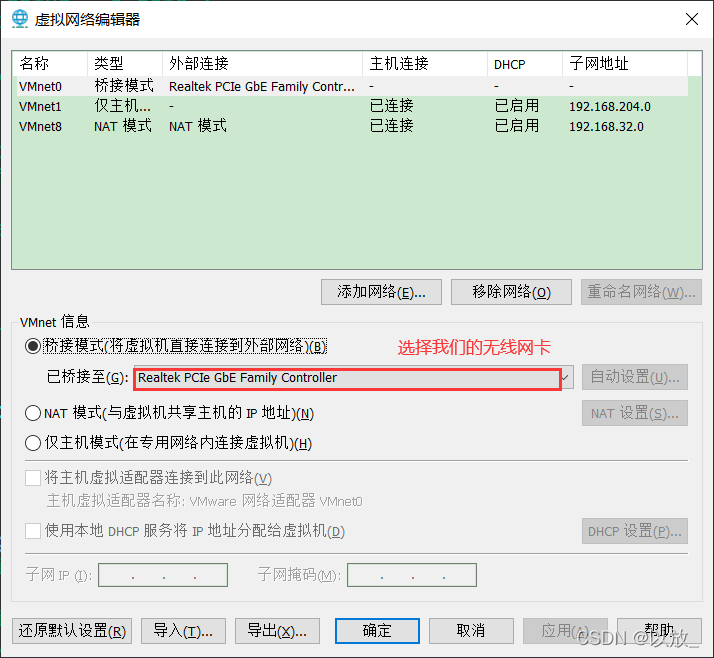 虚拟网络编辑器
名称 类型 外部连接 主机连接 DHCP 子网地址
VMnet0 桥接模式 Realtek PCIe GbE Family Contr... - - -
VMnet1 仅主机... - 已连接 已启用 192.168.204.0
VMnet8 NAT 模式 NAT 模式 已连接 已启用 192.168.32.0
添加网络(E)... 移除网络(O) 重命名网络(W)...
VMnet 信息
桥接模式(将虚拟机直接连接到外部网络)(B)
选择我们的无线网卡
已桥接至(G): Realtek PCIe GbE Family Controller 自动设置(U)...
NAT 模式(与虚拟机共享主机的 IP 地址)(N) NAT 设置(S)...
仅主机模式(在专用网络内连接虚拟机)(H)
将主机虚拟适配器连接到此网络(V)
主机虚拟适配器名称: VMware 网络适配器 VMnet0
使用本地 DHCP 服务将 IP 地址分配给虚拟机(D) DHCP 设置(P)...
子网 IP (I): . . . 子网掩码(M): . . .
还原默认设置(R) 导入(T)... 导出(X)... 确定 取消 应用(A) 帮助
CSDN @以放_